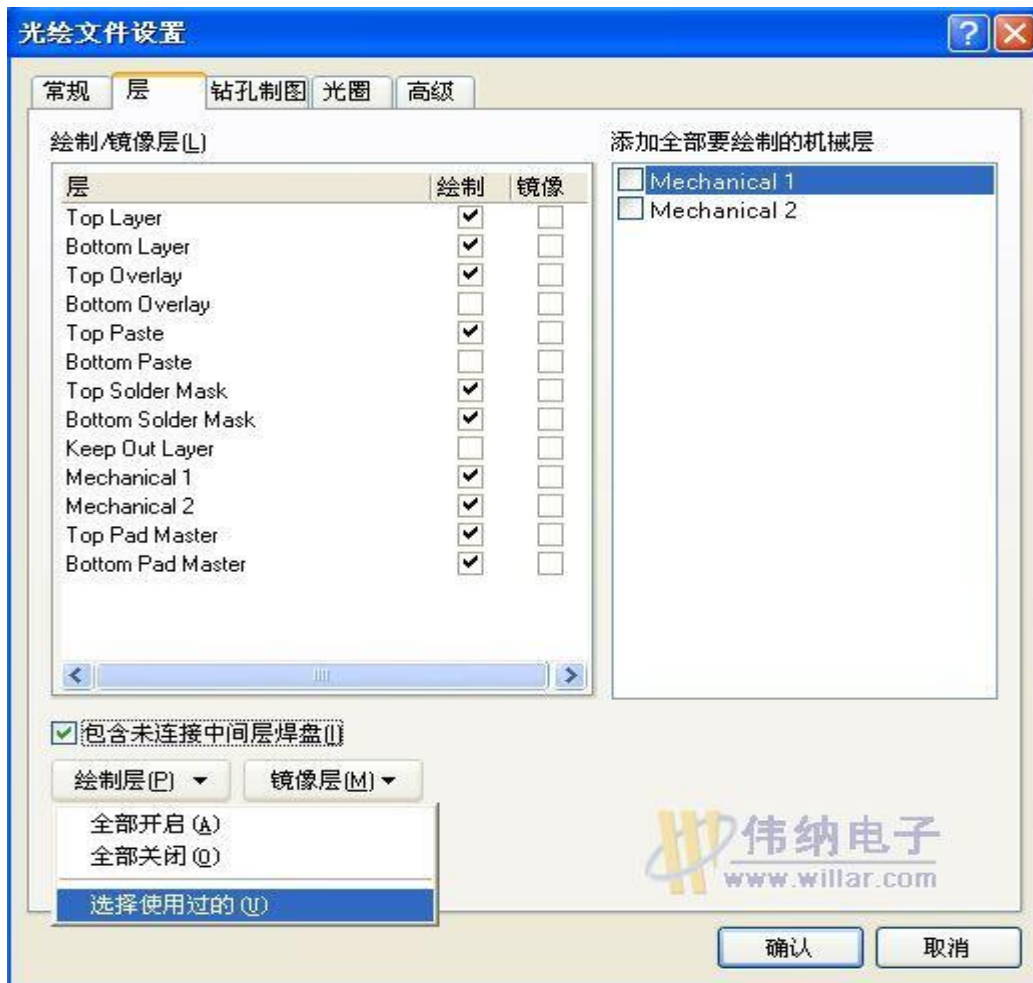 光绘文件设置
常规 层 钻孔制图 光圈 高级
绘制/镜像层(L)
层 绘制 镜像
Top Layer
Bottom Layer
Top Overlay
Bottom Overlay
Top Paste
Bottom Paste
Top Solder Mask
Bottom Solder Mask
Keep Out Layer
Mechanical 1
Mechanical 2
Top Pad Master
Bottom Pad Master
添加全部要绘制的机械层
Mechanical 1
Mechanical 2
包含未连接中间层焊盘(I)
绘制层(P) 镜像层(M)
全部开启(A)
全部关闭(O)
选择使用过的(U)
伟纳电子
www.willar.com
确认 取消